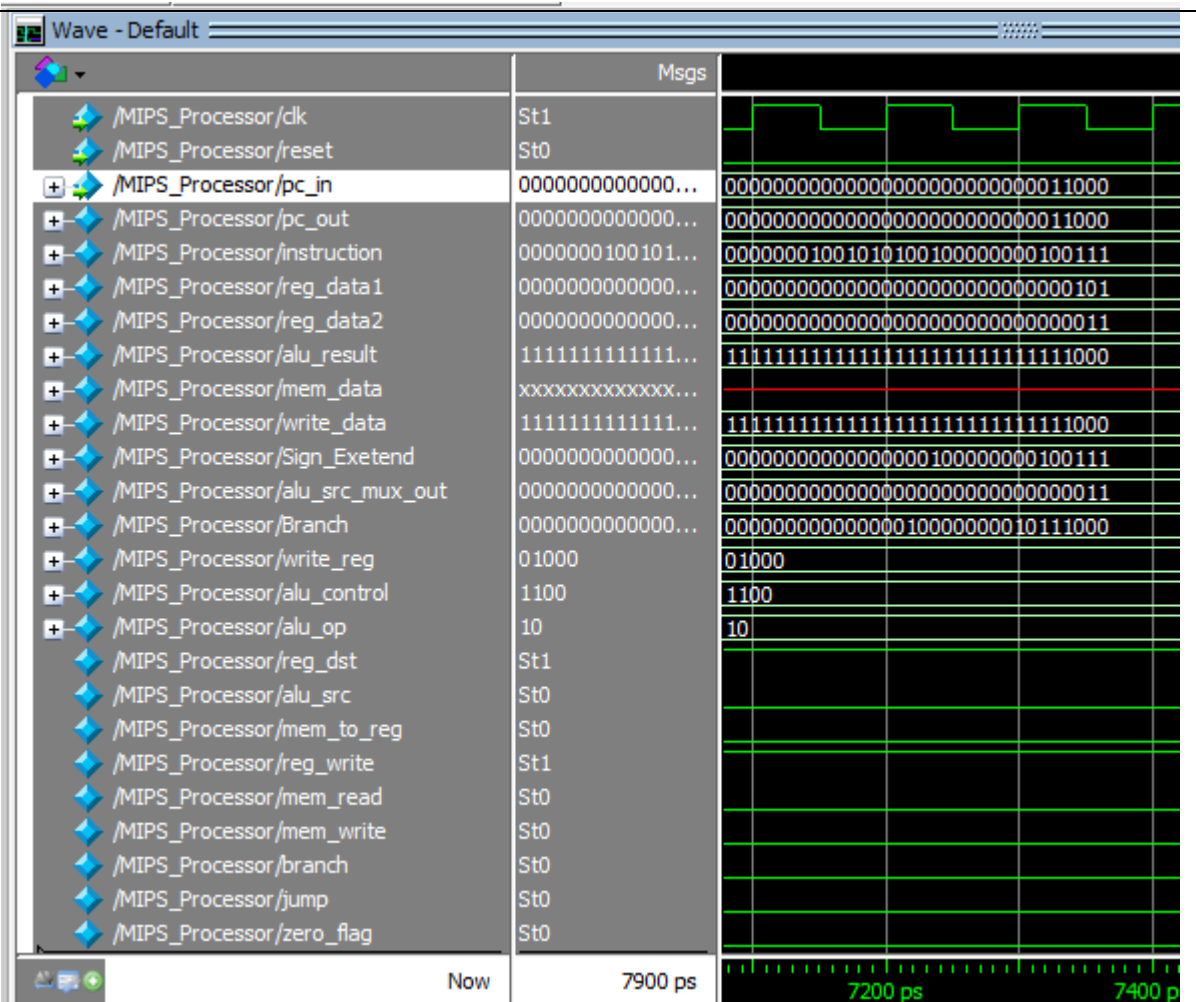 Wave - Default
Msgs
/MIPS_Processor/clk St1
/MIPS_Processor/reset St0
/MIPS_Processor/pc_in 0000000000000... 00000000000000000000000000011000
/MIPS_Processor/pc_out 0000000000000... 00000000000000000000000000011000
/MIPS_Processor/instruction 0000000100101... 00000001001010100100000000100111
/MIPS_Processor/reg_data1 0000000000000... 00000000000000000000000000000101
/MIPS_Processor/reg_data2 0000000000000... 00000000000000000000000000000011
/MIPS_Processor/alu_result 1111111111111... 11111111111111111111111111111000
/MIPS_Processor/mem_data xxxxxxxxxxxxx...
/MIPS_Processor/write_data 1111111111111... 11111111111111111111111111111000
/MIPS_Processor/Sign_Exetend 0000000000000... 00000000000000000100000000100111
/MIPS_Processor/alu_src_mux_out 0000000000000... 00000000000000000000000000000011
/MIPS_Processor/Branch 0000000000000... 00000000000000010000000010111000
/MIPS_Processor/write_reg 01000 01000
/MIPS_Processor/alu_control 1100 1100
/MIPS_Processor/alu_op 10 10
/MIPS_Processor/reg_dst St1
/MIPS_Processor/alu_src St0
/MIPS_Processor/mem_to_reg St0
/MIPS_Processor/reg_write St1
/MIPS_Processor/mem_read St0
/MIPS_Processor/mem_write St0
/MIPS_Processor/branch St0
/MIPS_Processor/jump St0
/MIPS_Processor/zero_flag St0
Now 7900 ps 7200 ps 7400 p